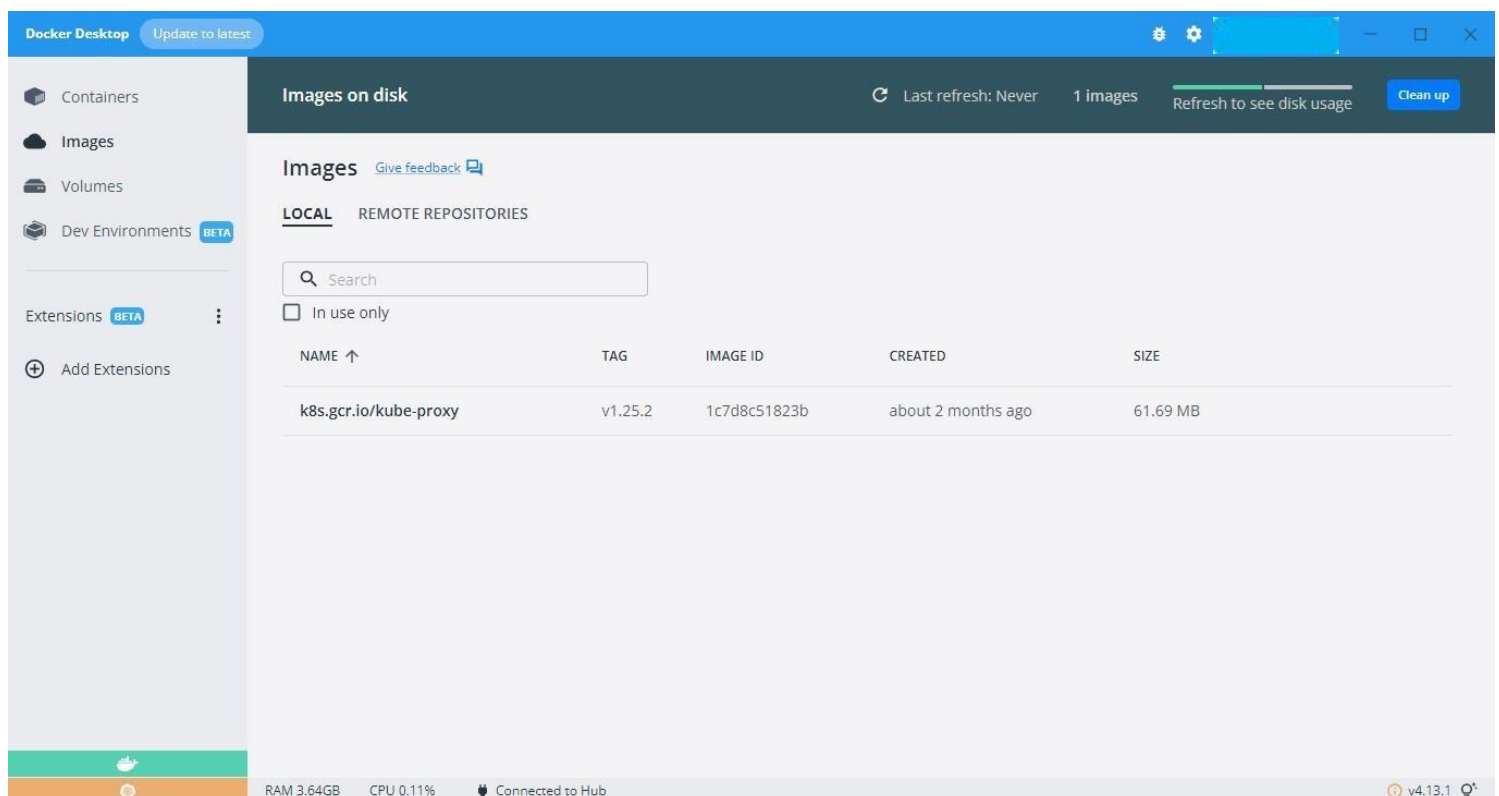 Docker Desktop Update to latest
Containers
Images
Volumes
Dev Environments BETA
Extensions BETA
Add Extensions
Images on disk Last refresh: Never 1 images Refresh to see disk usage Clean up
Images Give feedback
LOCAL REMOTE REPOSITORIES
Search
In use only
NAME TAG IMAGE ID CREATED SIZE
k8s.gcr.io/kube-proxy v1.25.2 1c7d8c51823b about 2 months ago 61.69 MB
RAM 3.64GB CPU 0.11% Connected to Hub v4.13.1